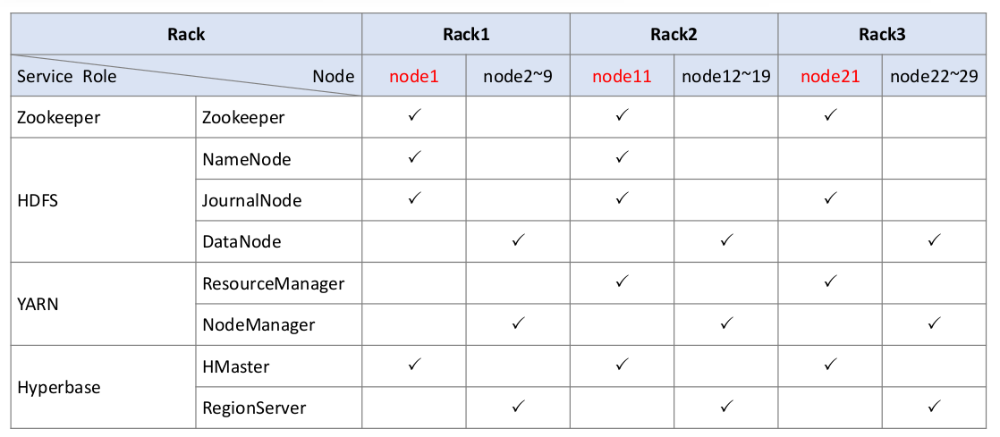 Rack Rack1 Rack2 Rack3
Service Role Node node1 node2~9 node11 node12~19 node21 node22~29
Zookeeper Zookeeper ✓ ✓ ✓
NameNode ✓ ✓
HDFS JournalNode ✓ ✓ ✓
DataNode ✓ ✓ ✓
YARN ResourceManager ✓ ✓
NodeManager ✓ ✓ ✓
Hyperbase HMaster ✓ ✓ ✓
RegionServer ✓ ✓ ✓